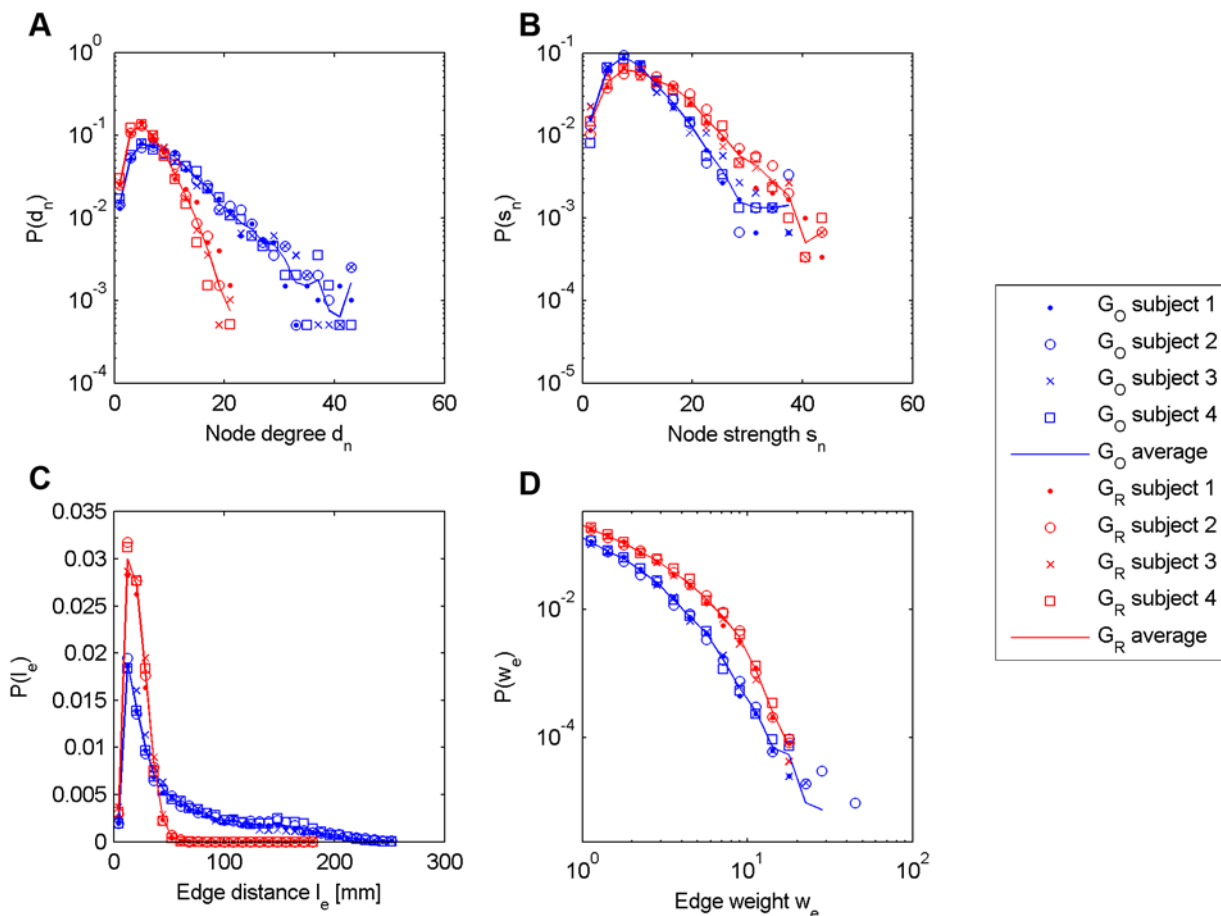 A
10^0
10^-1
10^-2
10^-3
10^-4
P(d_n)
0 20 40 60
Node degree d_n
B
10^-1
10^-2
10^-3
10^-4
10^-5
P(s_n)
0 20 40 60
Node strength s_n
C
0.035
0.03
0.025
0.02
0.015
0.01
0.005
0
P(l_e)
0 100 200 300
Edge distance l_e [mm]
D
10^-2
10^-4
P(w_e)
10^0 10^1 10^2
Edge weight w_e
G_O subject 1
G_O subject 2
G_O subject 3
G_O subject 4
G_O average
G_R subject 1
G_R subject 2
G_R subject 3
G_R subject 4
G_R average